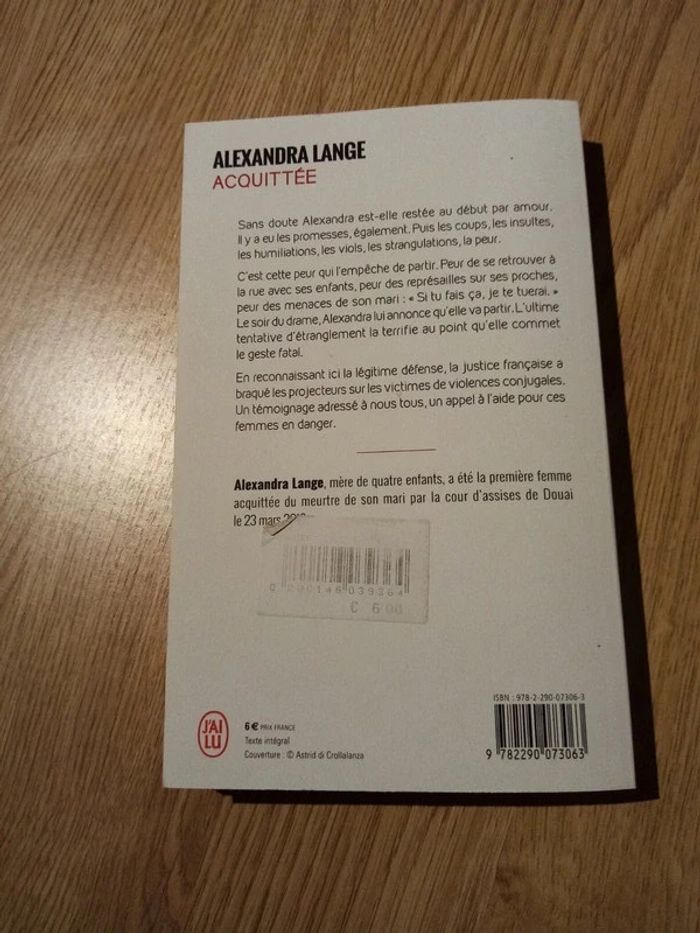 ALEXANDRA LANGE
ACQUITTÉE
Sans doute Alexandra est-elle restée au début par amour.
Il y a eu les promesses, également. Puis les coups, les insultes,
les humiliations, les viols, les strangulations, la peur.
C'est cette peur qui l'empêche de partir. Peur de se retrouver à
la rue avec ses enfants, peur des représailles sur ses proches,
peur des menaces de son mari : « Si tu fais ça, je te tuerai. »
Le soir du drame, Alexandra lui annonce qu'elle va partir. L'ultime
tentative d'étranglement la terrifie au point qu'elle commet
le geste fatal.
En reconnaissant ici la légitime défense, la justice française a
braqué les projecteurs sur les victimes de violences conjugales.
Un témoignage adressé à nous tous, un appel à l'aide pour ces
femmes en danger.
Alexandra Lange, mère de quatre enfants, a été la première femme
acquittée du meurtre de son mari par la cour d'assises de Douai
le 23 mars
0 200146 039364
€ 6.00
ISBN : 978-2-290-07306-3
J'AI
LU
6 € PRIX FRANCE
Texte intégral
Couverture : © Astrid di Crollalanza
9 782290 073063